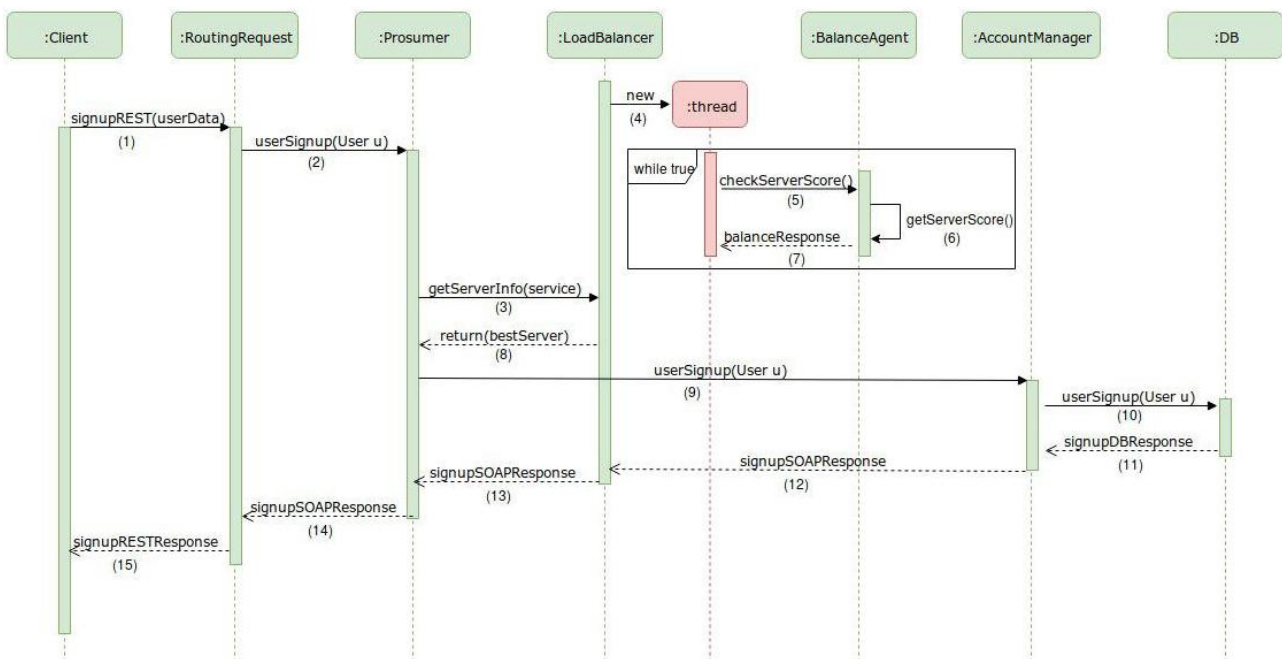 :Client
:RoutingRequest
:Prosumer
:LoadBalancer
:BalanceAgent
:AccountManager
:DB
new
(4)
:thread
signupREST(userData)
(1)
userSignup(User u)
(2)
while true
checkServerScore()
(5)
getServerScore()
(6)
balanceResponse
(7)
getServerInfo(service)
(3)
return(bestServer)
(8)
userSignup(User u)
(9)
userSignup(User u)
(10)
signupDBResponse
(11)
signupSOAPResponse
(12)
signupSOAPResponse
(13)
signupSOAPResponse
(14)
signupRESTResponse
(15)